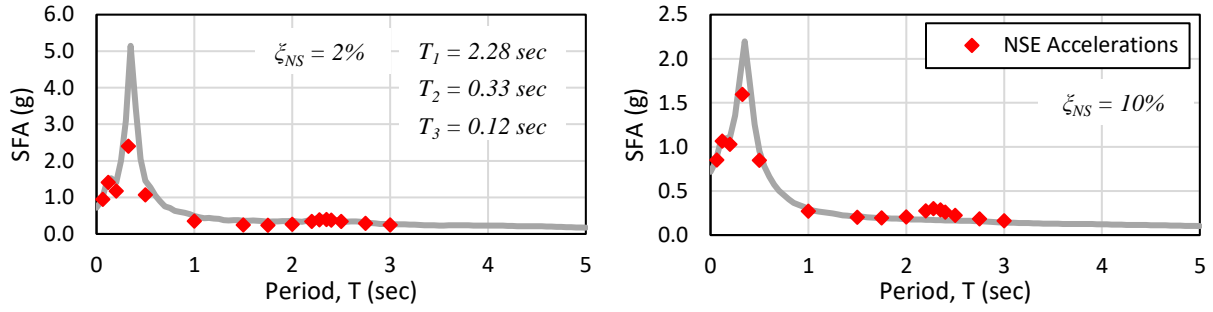 6.0
5.0
4.0
3.0
2.0
1.0
0.0
SFA (g)
ξNS = 2%
T1 = 2.28 sec
T2 = 0.33 sec
T3 = 0.12 sec
0 1 2 3 4 5
Period, T (sec)
2.5
2.0
1.5
1.0
0.5
0.0
SFA (g)
NSE Accelerations
ξNS = 10%
0 1 2 3 4 5
Period, T (sec)